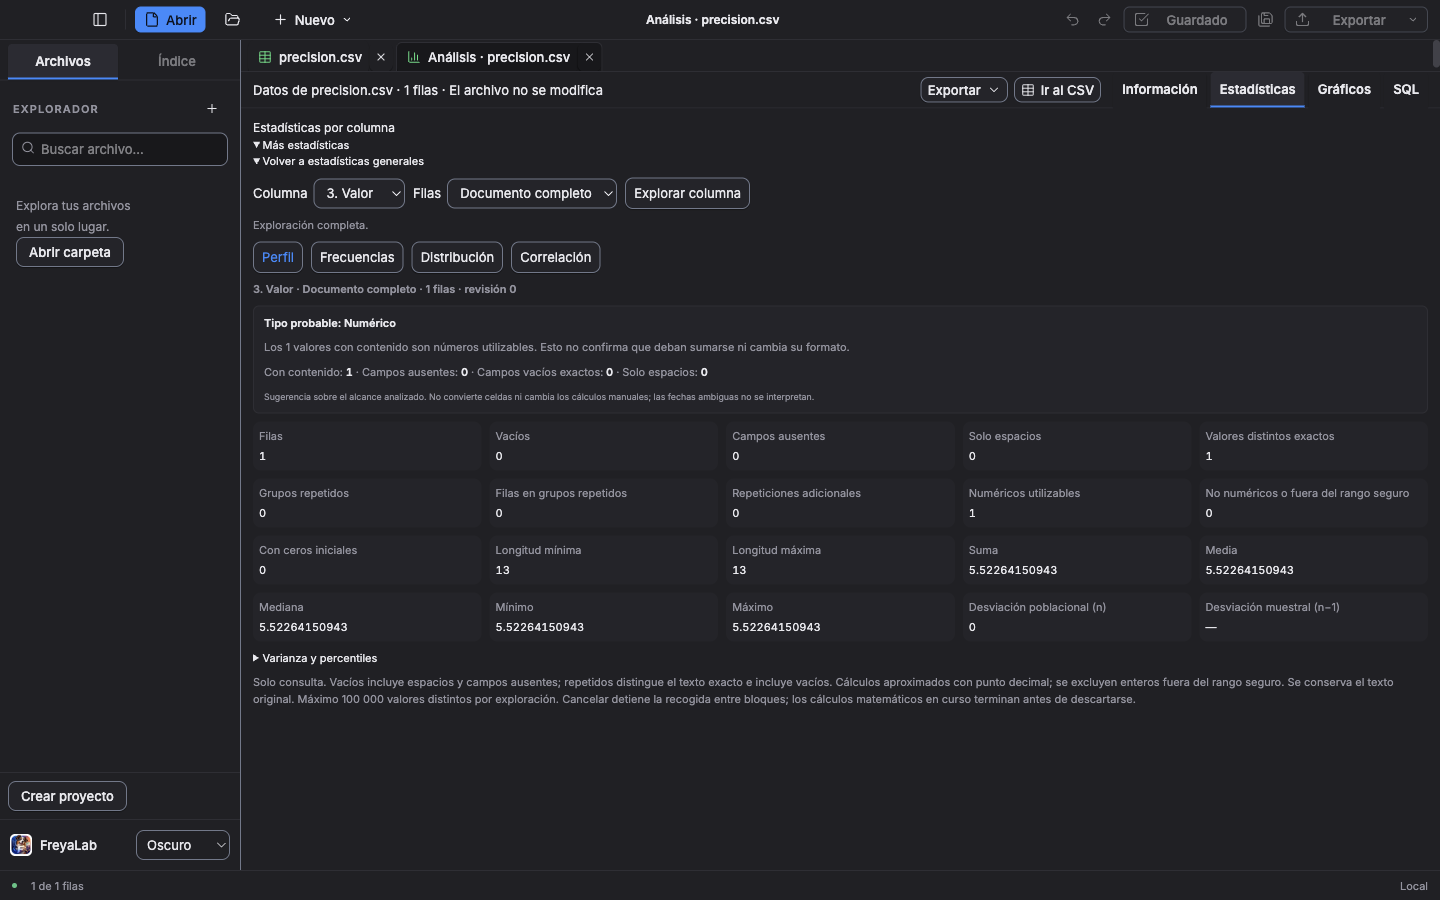 Abrir
Nuevo
Análisis · precision.csv
Guardado
Exportar
Archivos
Índice
EXPLORADOR
Buscar archivo...
Explora tus archivos
en un solo lugar.
Abrir carpeta
Crear proyecto
FreyaLab
Oscuro
precision.csv
Análisis · precision.csv
Datos de precision.csv · 1 filas · El archivo no se modifica
Exportar
Ir al CSV
Información
Estadísticas
Gráficos
SQL
Estadísticas por columna
Más estadísticas
Volver a estadísticas generales
Columna 3. Valor Filas Documento completo Explorar columna
Exploración completa.
Perfil Frecuencias Distribución Correlación
3. Valor · Documento completo · 1 filas · revisión 0
Tipo probable: Numérico
Los 1 valores con contenido son números utilizables. Esto no confirma que deban sumarse ni cambia su formato.
Con contenido: 1 · Campos ausentes: 0 · Campos vacíos exactos: 0 · Solo espacios: 0
Sugerencia sobre el alcance analizado. No convierte celdas ni cambia los cálculos manuales; las fechas ambiguas no se interpretan.
Filas Vacíos Campos ausentes Solo espacios Valores distintos exactos
1 0 0 0 1
Grupos repetidos Filas en grupos repetidos Repeticiones adicionales Numéricos utilizables No numéricos o fuera del rango seguro
0 0 0 1 0
Con ceros iniciales Longitud mínima Longitud máxima Suma Media
0 13 13 5.52264150943 5.52264150943
Mediana Mínimo Máximo Desviación poblacional (n) Desviación muestral (n−1)
5.52264150943 5.52264150943 5.52264150943 0 —
Varianza y percentiles
Solo consulta. Vacíos incluye espacios y campos ausentes; repetidos distingue el texto exacto e incluye vacíos. Cálculos aproximados con punto decimal; se excluyen enteros fuera del rango seguro. Se conserva el texto
original. Máximo 100 000 valores distintos por exploración. Cancelar detiene la recogida entre bloques; los cálculos matemáticos en curso terminan antes de descartarse.
1 de 1 filas
Local